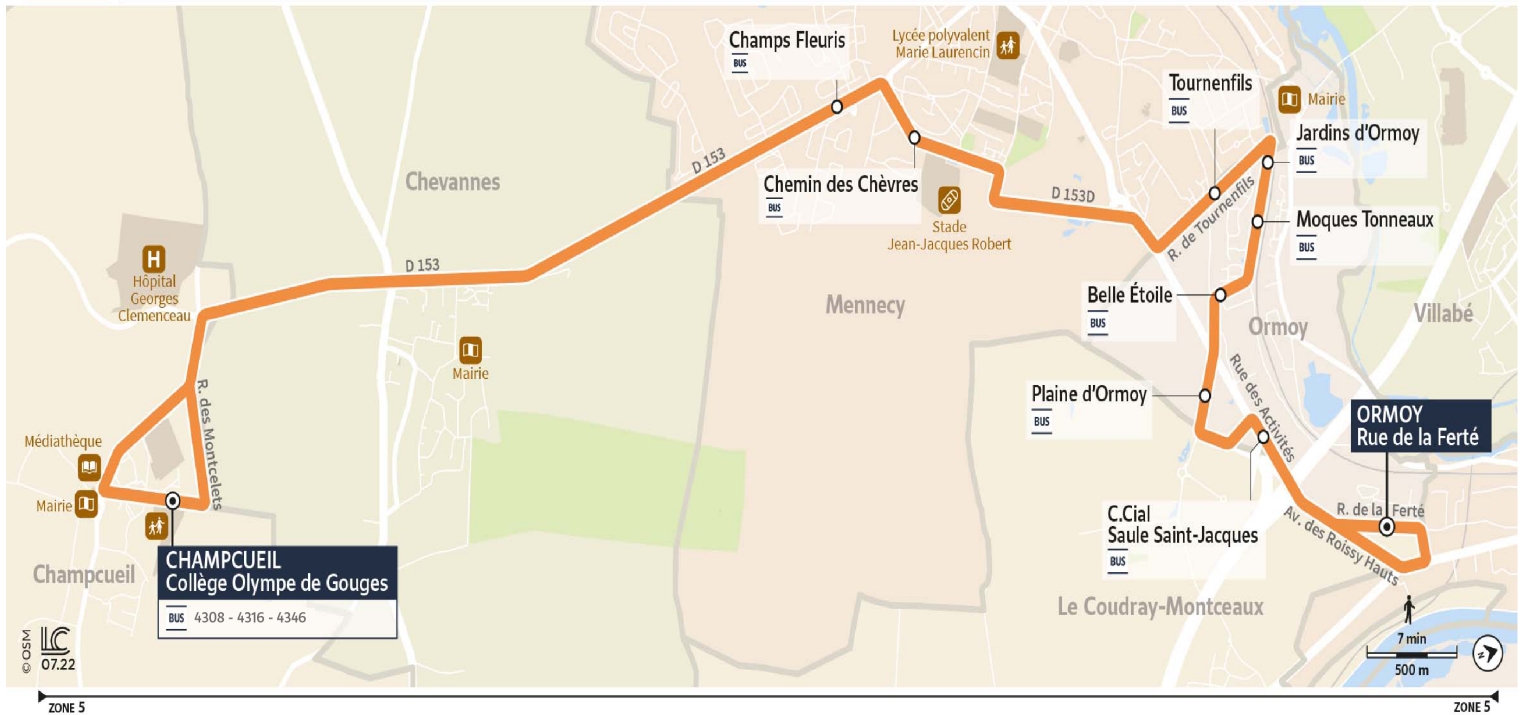 Champs Fleuris
BUS
Lycée polyvalent
Marie Laurencin
Tournenfils
BUS
Mairie
Jardins d'Ormoy
BUS
Chevannes
D 153
Chemin des Chèvres
BUS
D 153D
R. de Tournenfils
Stade
Jean-Jacques Robert
Moques Tonneaux
BUS
H
Hôpital
Georges
Clemenceau
D 153
Mennecy
Belle Étoile
BUS
Ormoy
Villabé
Mairie
R. des Montcelets
Plaine d'Ormoy
BUS
Rue des Activités
ORMOY
Rue de la Ferté
Médiathèque
Mairie
C.Cial
Saule Saint-Jacques
BUS
R. de la Ferté
Av. des Roissy Hauts
CHAMPCUEIL
Collège Olympe de Gouges
BUS 4308 - 4316 - 4346
Champcueil
Le Coudray-Montceaux
© OSM
LC
07.22
7 min
500 m
N
ZONE 5
ZONE 5